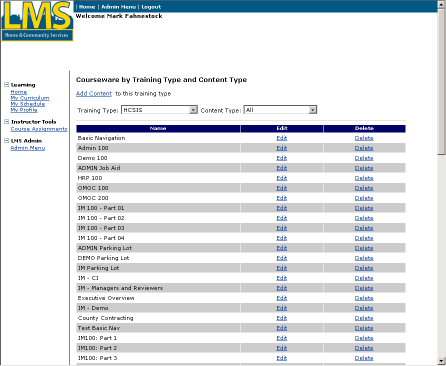 LMS
Home & Community Services
| Home | Admin Menu | Logout
Welcome Mark Fahnestock
Learning
Home
My Curriculum
My Schedule
My Profile
Instructor Tools
Course Assignments
LMS Admin
Admin Menu
Courseware by Training Type and Content Type
Add Content to this training type
Training Type: HCSIS Content Type: All
Name Edit Delete
Basic Navigation Edit Delete
Admin 100 Edit Delete
Demo 100 Edit Delete
ADMIN Job Aid Edit Delete
HRP 100 Edit Delete
OMOC 100 Edit Delete
OMOC 200 Edit Delete
IM 100 - Part 01 Edit Delete
IM 100 - Part 02 Edit Delete
IM 100 - Part 03 Edit Delete
IM 100 - Part 04 Edit Delete
ADMIN Parking Lot Edit Delete
DEMO Parking Lot Edit Delete
IM Parking Lot Edit Delete
IM - CI Edit Delete
IM - Managers and Reviewers Edit Delete
Executive Overview Edit Delete
IM - Demo Edit Delete
County Contracting Edit Delete
Test Basic Nav Edit Delete
IM100: Part 1 Edit Delete
IM100: Part 2 Edit Delete
IM100: Part 3 Edit Delete